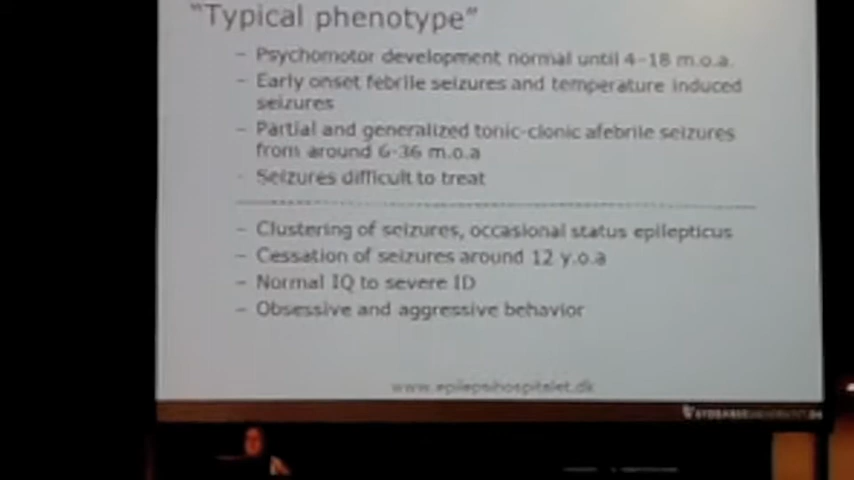 “Typical phenotype”
– Psychomotor development normal until 4-18 m.o.a.
– Early onset febrile seizures and temperature induced
seizures
– Partial and generalized tonic-clonic afebrile seizures
from around 6-36 m.o.a
- Seizures difficult to treat
– Clustering of seizures, occasional status epilepticus
– Cessation of seizures around 12 y.o.a
– Normal IQ to severe ID
– Obsessive and aggressive behavior
www.epilepsihospitalet.dk